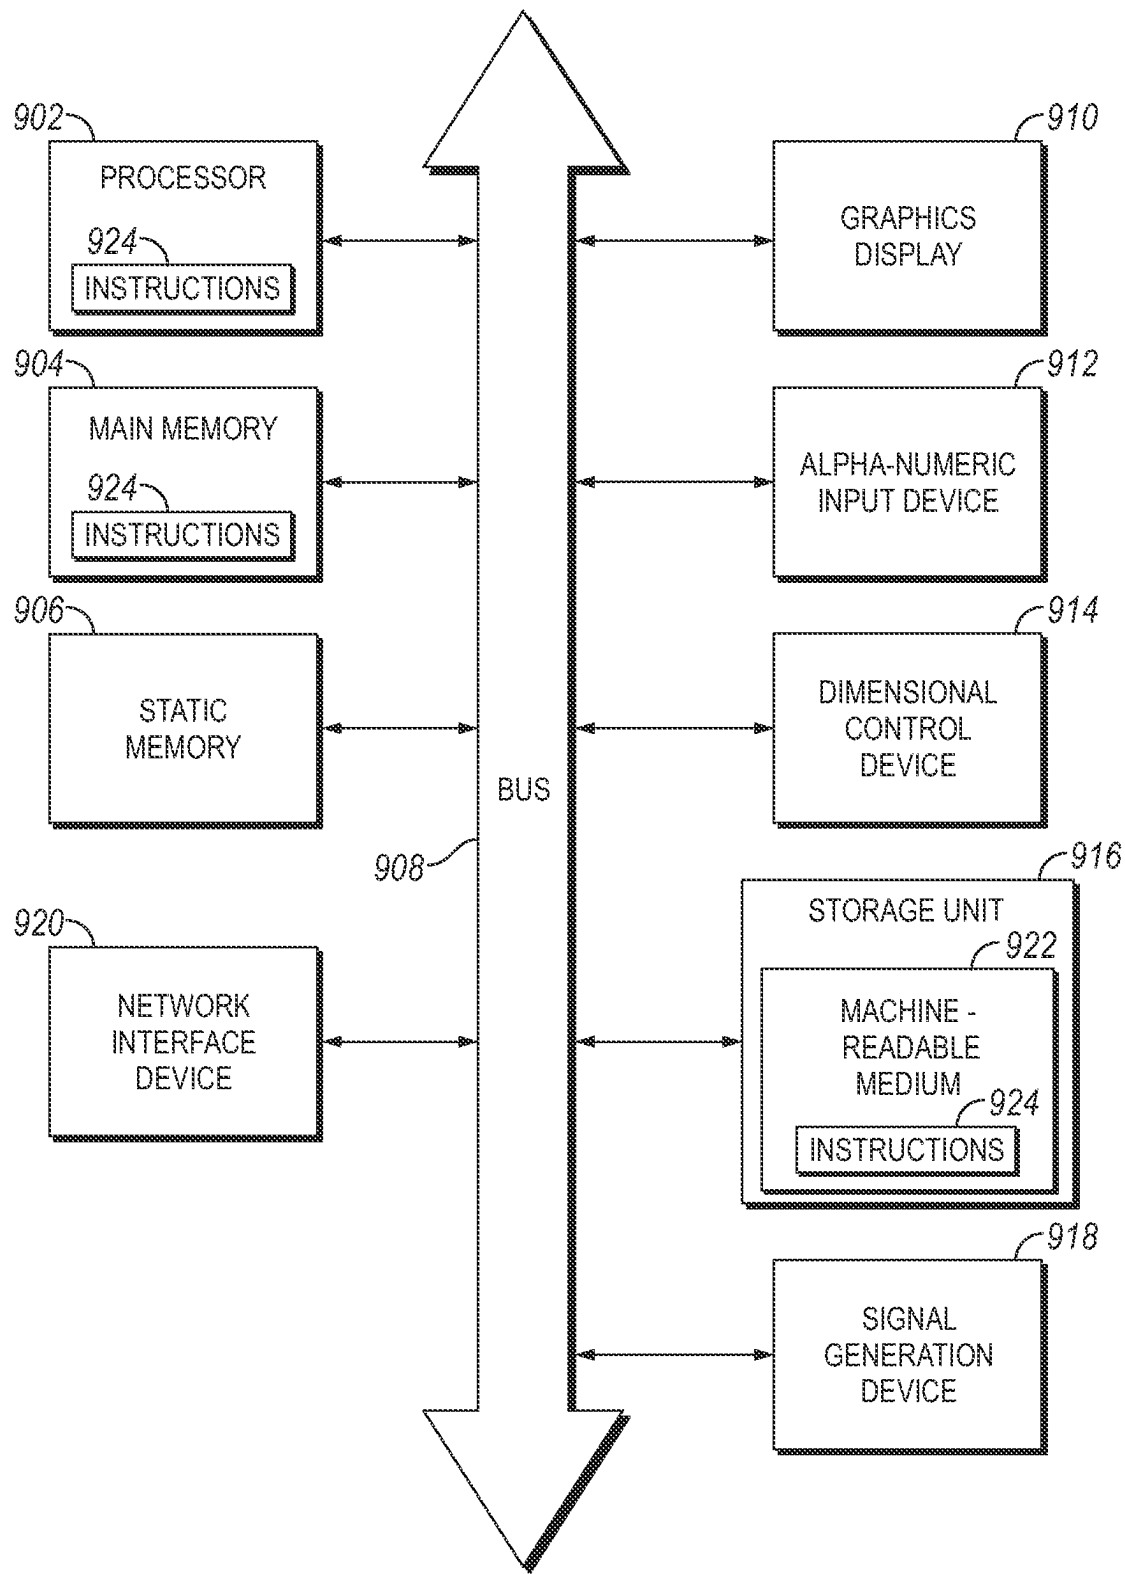 902
PROCESSOR
924
INSTRUCTIONS
904
MAIN MEMORY
924
INSTRUCTIONS
906
STATIC
MEMORY
908
920
NETWORK
INTERFACE
DEVICE
BUS
910
GRAPHICS
DISPLAY
912
ALPHA-NUMERIC
INPUT DEVICE
914
DIMENSIONAL
CONTROL
DEVICE
916
STORAGE UNIT
922
MACHINE -
READABLE
MEDIUM
924
INSTRUCTIONS
918
SIGNAL
GENERATION
DEVICE